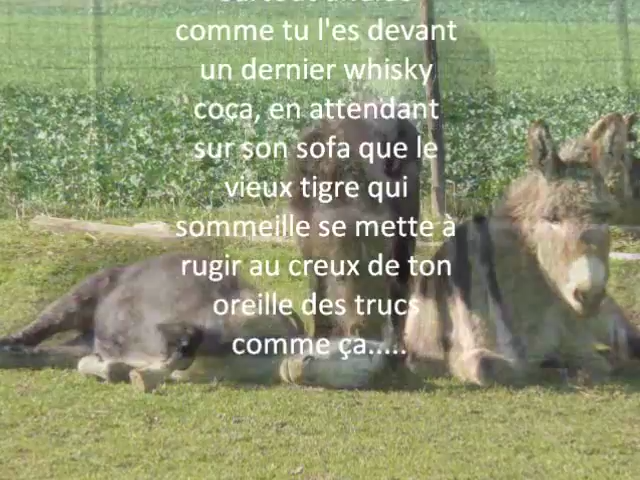 comme tu l'es devant
un dernier whisky
coca, en attendant
sur son sofa que le
vieux tigre qui
sommeille se mette à
rugir au creux de ton
oreille des trucs
comme ça.....